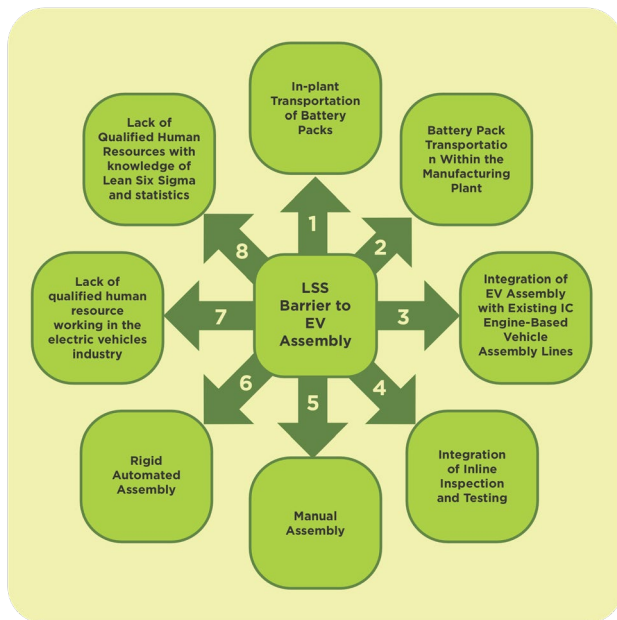 In-plant
Transportation
of Battery
Packs
Battery Pack
Transportatio
n Within the
Manufacturing
Plant
Integration of
EV Assembly
with Existing IC
Engine-Based
Vehicle
Assembly Lines
Integration
of Inline
Inspection
and Testing
Manual
Assembly
Rigid
Automated
Assembly
Lack of
qualified human
resource
working in the
electric vehicles
industry
Lack of
Qualified Human
Resources with
knowledge of
Lean Six Sigma
and statistics
1
2
3
4
5
6
7
8
LSS
Barrier to
EV
Assembly